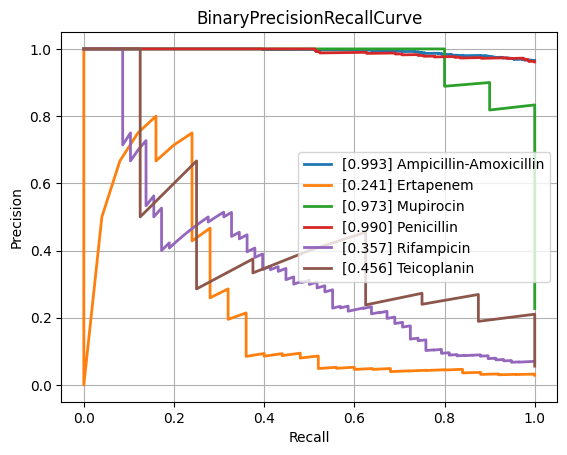 BinaryPrecisionRecallCurve
Precision
1.0
0.8
0.6
0.4
0.2
0.0
[0.993] Ampicillin-Amoxicillin
[0.241] Ertapenem
[0.973] Mupirocin
[0.990] Penicillin
[0.357] Rifampicin
[0.456] Teicoplanin
0.0 0.2 0.4 0.6 0.8 1.0
Recall